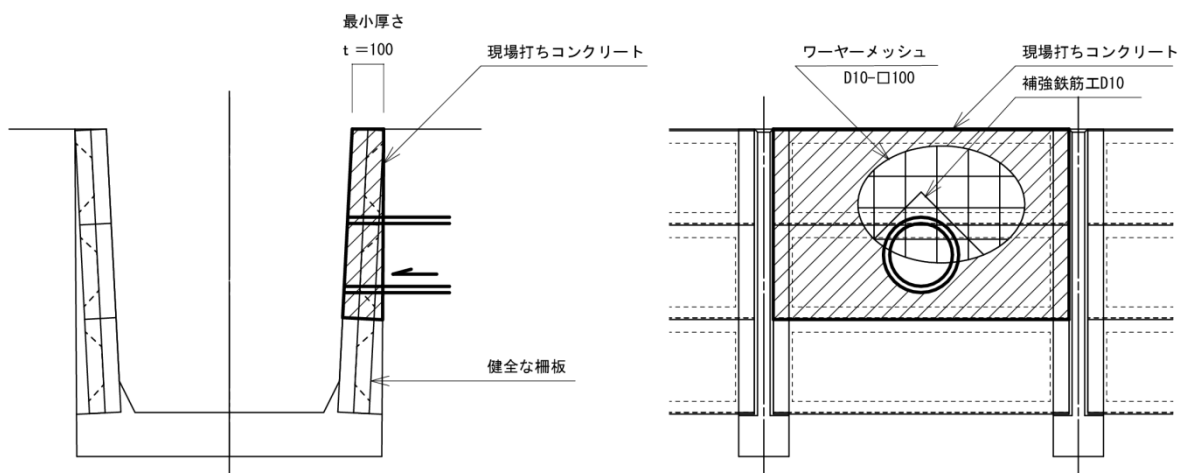 最小厚さ
t=100
現場打ちコンクリート
健全な柵板
ワーヤーメッシュ
D10-□100
現場打ちコンクリート
補強鉄筋工D10